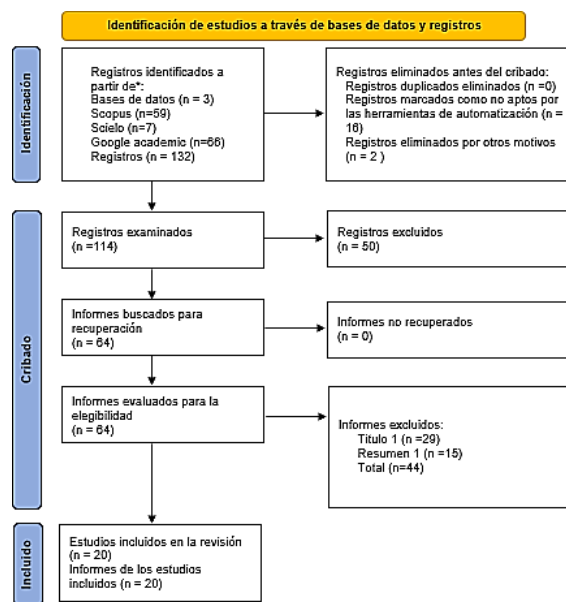 Identificación de estudios a través de bases de datos y registros
Identificación
Registros identificados a
partir de*:
Bases de datos (n = 3)
Scopus (n=59)
Scielo (n=7)
Google academic (n=66)
Registros (n = 132)
Registros eliminados antes del cribado:
Registros duplicados eliminados (n =0)
Registros marcados como no aptos por
las herramientas de automatización (n =
16)
Registros eliminados por otros motivos
(n = 2 )
Cribado
Registros examinados
(n =114)
Registros excluidos
(n = 50)
Informes buscados para
recuperación
(n = 64)
Informes no recuperados
(n = 0)
Informes evaluados para la
elegibilidad
(n = 64)
Informes excluidos:
Titulo 1 (n =29)
Resumen 1 (n =15)
Total (n=44)
Incluido
Estudios incluidos en la revisión
(n = 20)
Informes de los estudios
incluidos (n = 20)